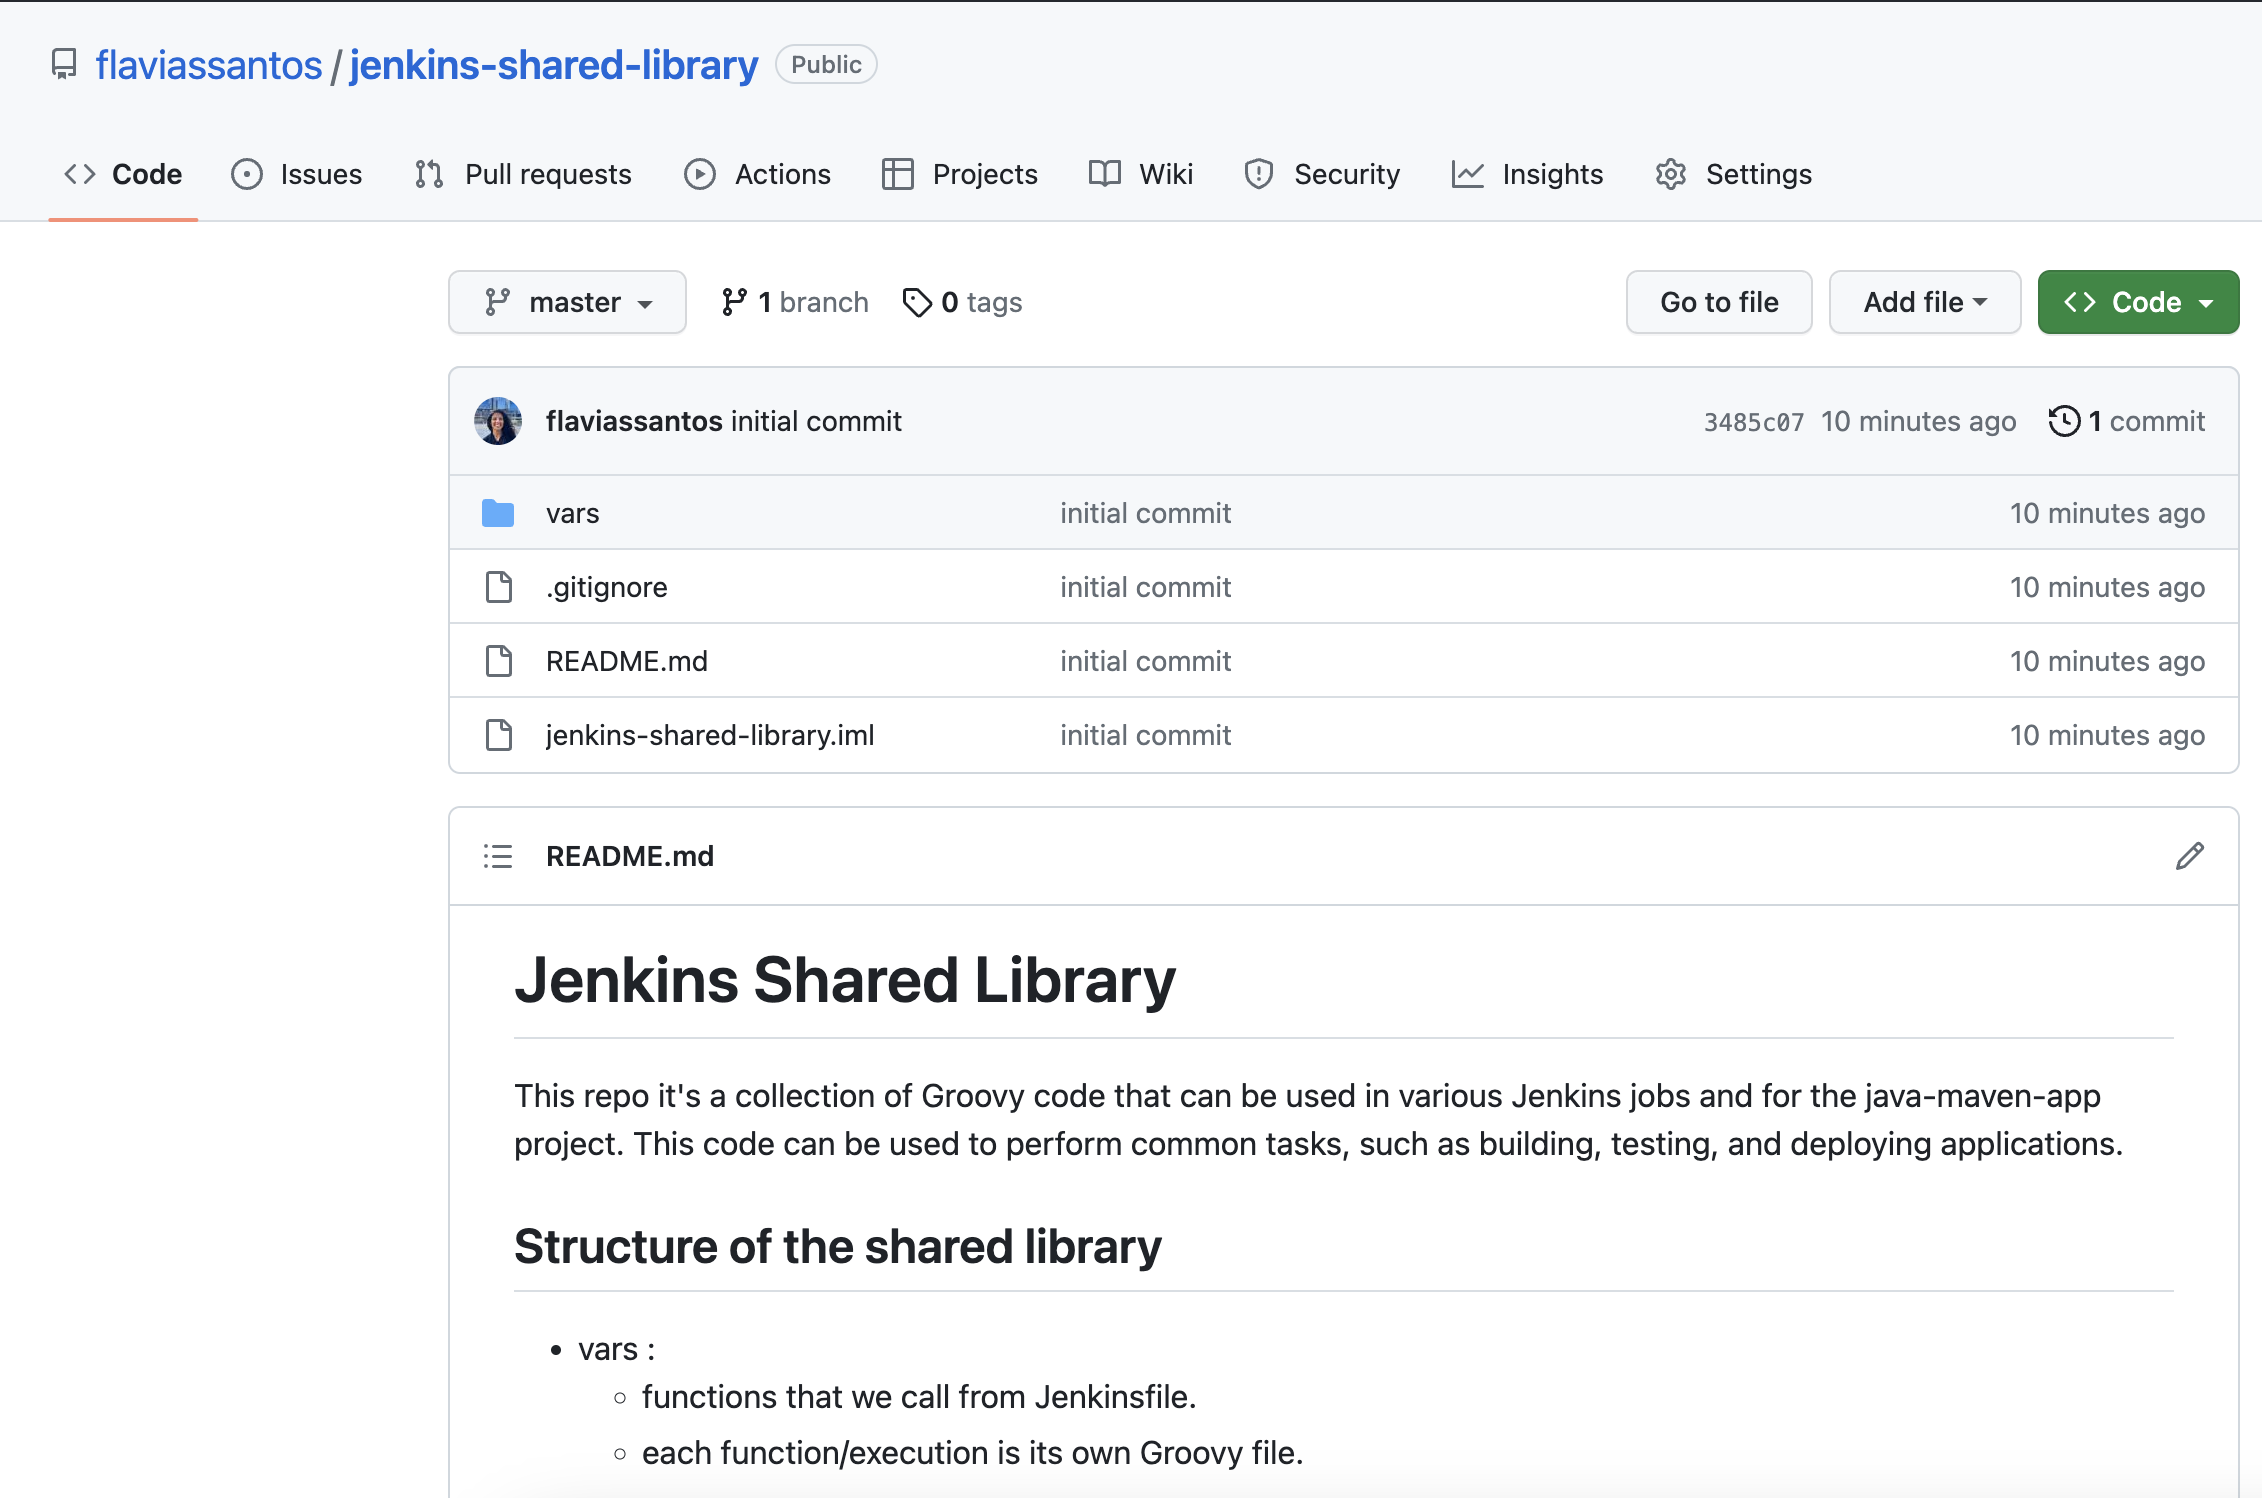 flaviassantos / jenkins-shared-library Public
Code Issues Pull requests Actions Projects Wiki Security Insights Settings
master 1 branch 0 tags Go to file Add file Code
flaviassantos initial commit 3485c07 10 minutes ago 1 commit
vars initial commit 10 minutes ago
.gitignore initial commit 10 minutes ago
README.md initial commit 10 minutes ago
jenkins-shared-library.iml initial commit 10 minutes ago
README.md
Jenkins Shared Library
This repo it's a collection of Groovy code that can be used in various Jenkins jobs and for the java-maven-app
project. This code can be used to perform common tasks, such as building, testing, and deploying applications.
Structure of the shared library
• vars :
◦ functions that we call from Jenkinsfile.
◦ each function/execution is its own Groovy file.